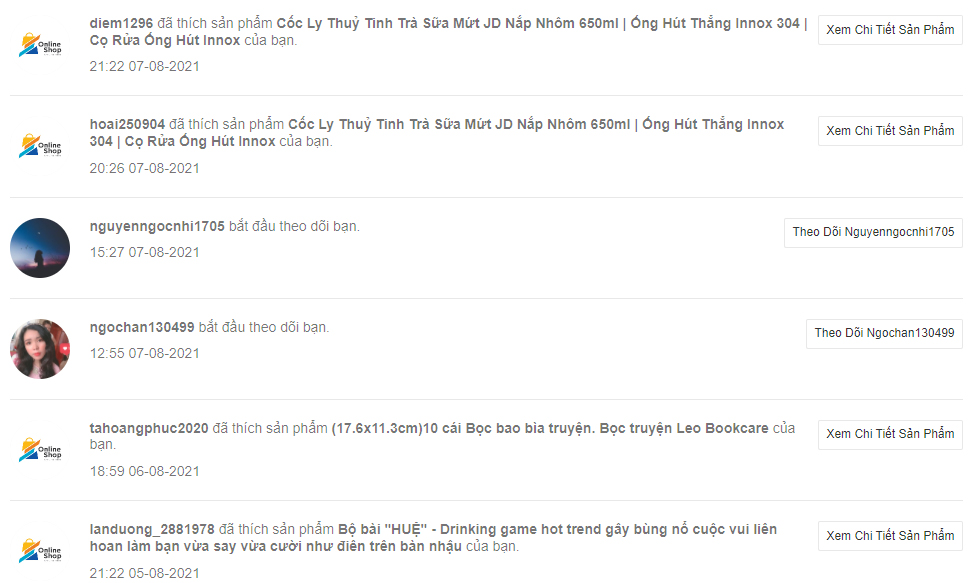 diem1296 đã thích sản phẩm Cốc Ly Thuỷ Tinh Trà Sữa Mứt JD Nắp Nhôm 650ml | Ống Hút Thẳng Innox 304 |
Cọ Rửa Ống Hút Innox của bạn.
21:22 07-08-2021
Xem Chi Tiết Sản Phẩm
Online
Shop
hoai250904 đã thích sản phẩm Cốc Ly Thuỷ Tinh Trà Sữa Mứt JD Nắp Nhôm 650ml | Ống Hút Thẳng Innox
304 | Cọ Rửa Ống Hút Innox của bạn.
20:26 07-08-2021
Xem Chi Tiết Sản Phẩm
Online
Shop
nguyenngocnhi1705 bắt đầu theo dõi bạn.
15:27 07-08-2021
Theo Dõi Nguyenngocnhi1705
ngochan130499 bắt đầu theo dõi bạn.
12:55 07-08-2021
Theo Dõi Ngochan130499
tahoangphuc2020 đã thích sản phẩm (17.6x11.3cm)10 cái Bọc bao bìa truyện. Bọc truyện Leo Bookcare của
bạn.
18:59 06-08-2021
Xem Chi Tiết Sản Phẩm
Online
Shop
landuong_2881978 đã thích sản phẩm Bộ bài "HUỆ" - Drinking game hot trend gây bùng nổ cuộc vui liên
hoan làm bạn vừa say vừa cười như điên trên bàn nhậu của bạn.
21:22 05-08-2021
Xem Chi Tiết Sản Phẩm
Online
Shop